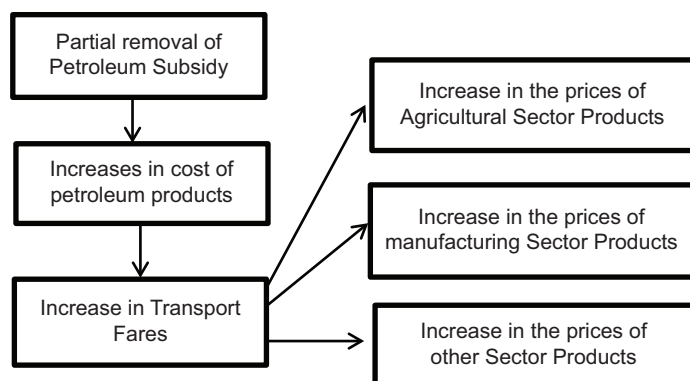 Partial removal of
Petroleum Subsidy
Increases in cost of
petroleum products
Increase in Transport
Fares
Increase in the prices of
Agricultural Sector Products
Increase in the prices of
manufacturing Sector Products
Increase in the prices of
other Sector Products